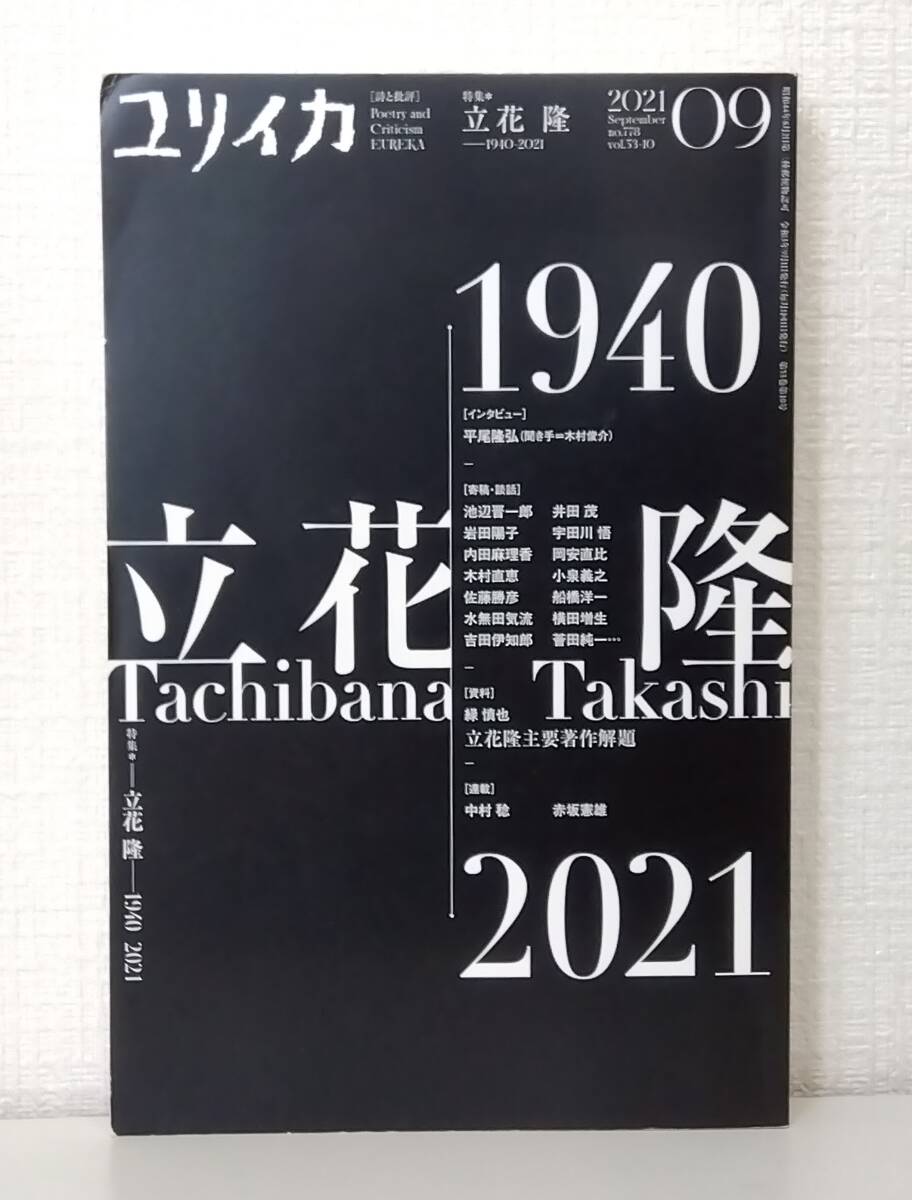 ユリイカ
［詩と批評］
Poetry and
Criticism
EUREKA
特集*
立花 隆
──1940-2021
2021
September
no.778
vol.53-10
09
1940
［インタビュー］
平尾隆弘（聞き手＝木村俊介）
［寄稿・談話］
池辺晋一郎 井田 茂
岩田陽子 宇田川 悟
内田麻理香 岡安直比
木村直恵 小泉義之
佐藤勝彦 船橋洋一
水無田気流 横田増生
吉田伊知郎 菅田純一…
立花 隆
Tachibana Takashi
［資料］
緑 慎也
立花隆主要著作解題
［連載］
中村 稔 赤坂憲雄
2021
特集*──立花 隆──1940 2021